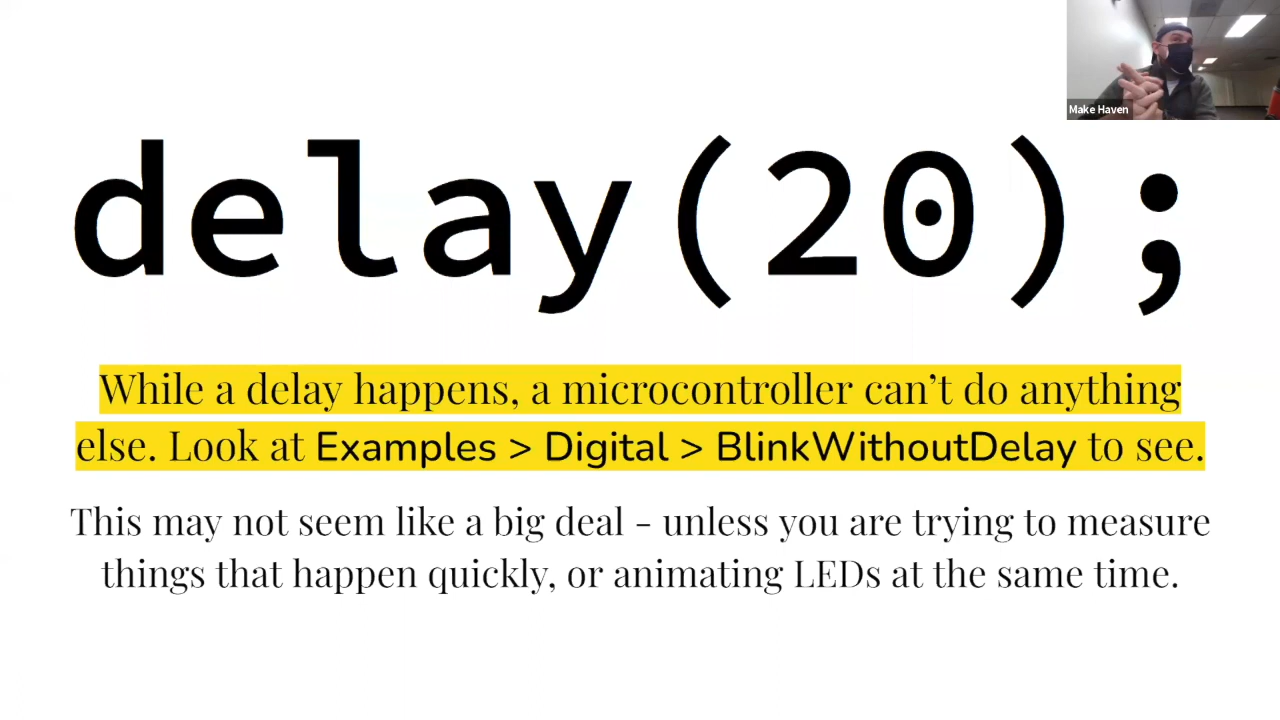 Make Haven
delay(20);
While a delay happens, a microcontroller can’t do anything
else. Look at Examples > Digital > BlinkWithoutDelay to see.
This may not seem like a big deal - unless you are trying to measure
things that happen quickly, or animating LEDs at the same time.